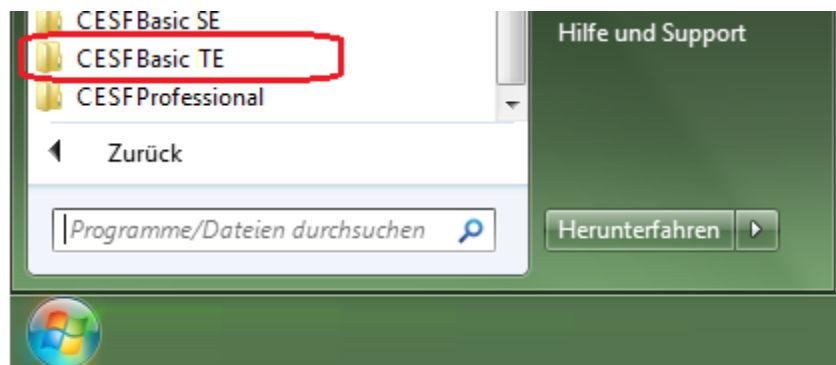 CESFBasic SE
CESFBasic TE
CESFProfessional
Zurück
Programme/Dateien durchsuchen
Hilfe und Support
Herunterfahren